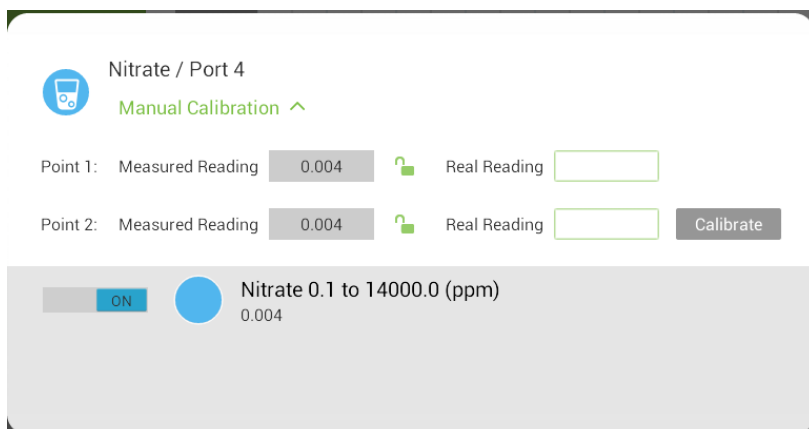 Nitrate / Port 4
Manual Calibration
Point 1: Measured Reading 0.004 Real Reading
Point 2: Measured Reading 0.004 Real Reading Calibrate
ON Nitrate 0.1 to 14000.0 (ppm)
0.004